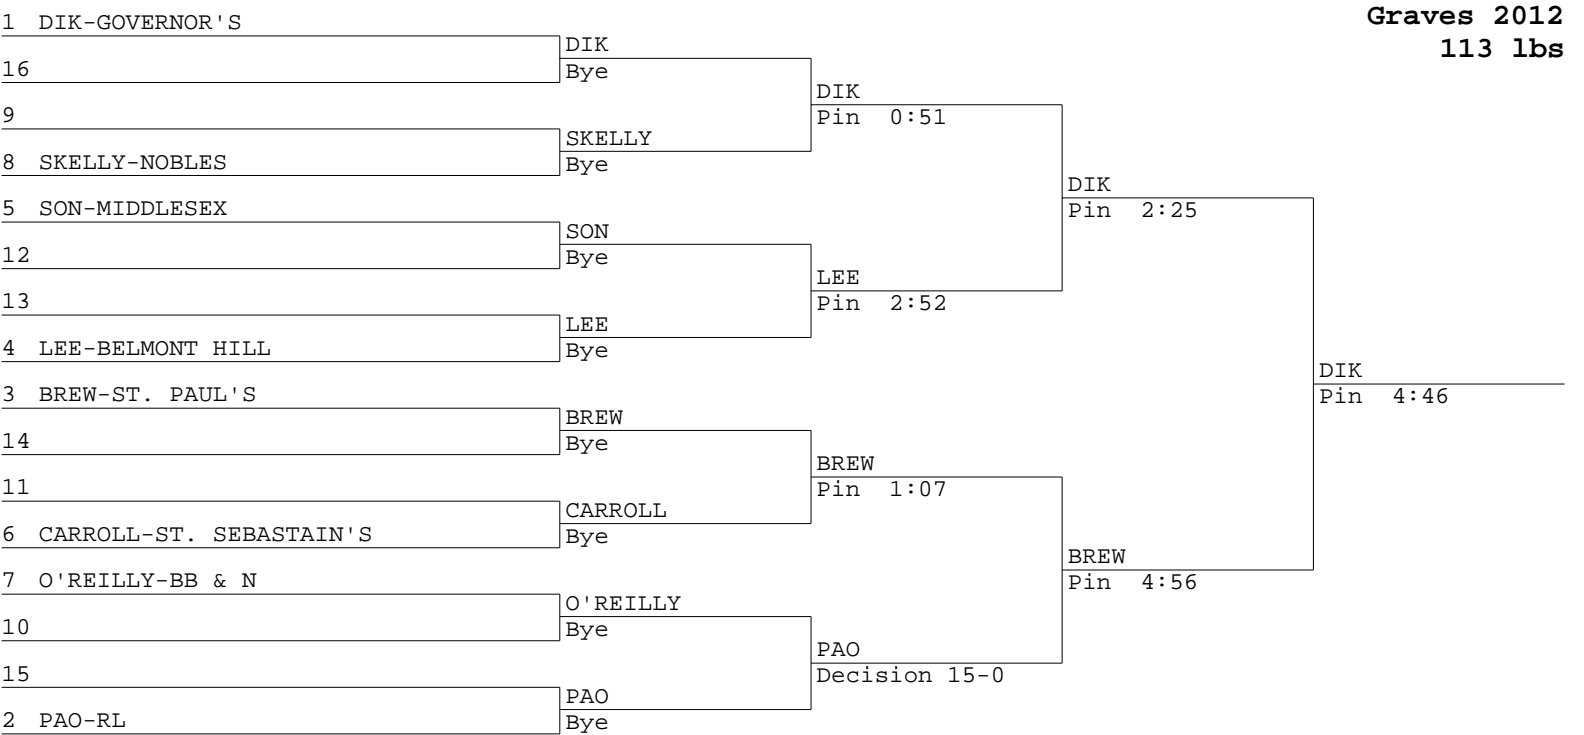 Graves 2012
113 lbs
1 DIK-GOVERNOR'S
16
9
8 SKELLY-NOBLES
5 SON-MIDDLESEX
12
13
4 LEE-BELMONT HILL
3 BREW-ST. PAUL'S
14
11
6 CARROLL-ST. SEBASTAIN'S
7 O'REILLY-BB & N
10
15
2 PAO-RL
DIK
Bye
SKELLY
Bye
SON
Bye
LEE
Bye
BREW
Bye
CARROLL
Bye
O'REILLY
Bye
PAO
Bye
DIK
Pin 0:51
LEE
Pin 2:52
BREW
Pin 1:07
PAO
Decision 15-0
DIK
Pin 2:25
BREW
Pin 4:56
DIK
Pin 4:46